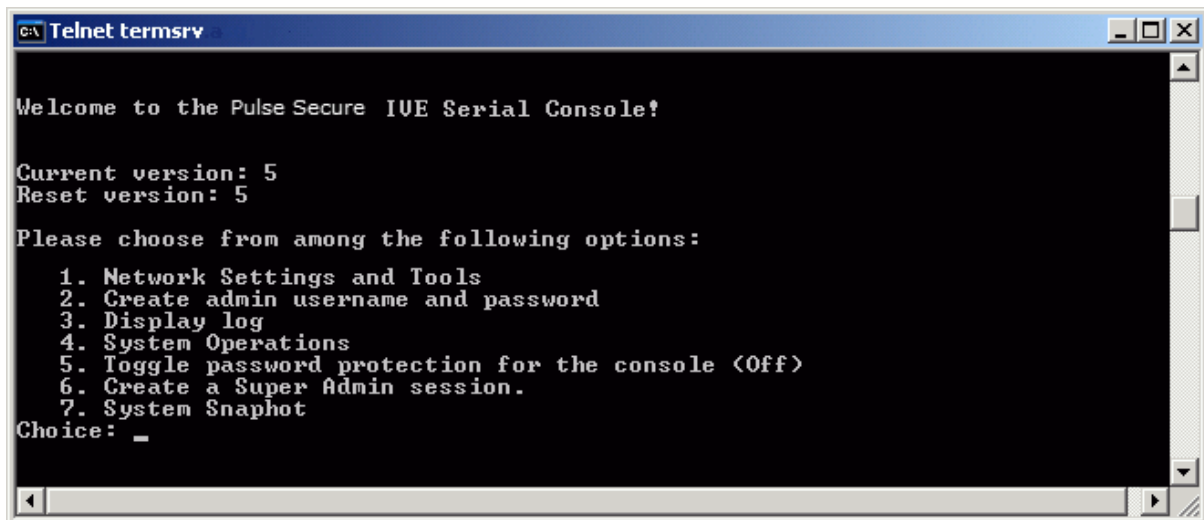 Telnet termsrv
Welcome to the Pulse Secure IVE Serial Console!
Current version: 5
Reset version: 5
Please choose from among the following options:
1. Network Settings and Tools
2. Create admin username and password
3. Display log
4. System Operations
5. Toggle password protection for the console (Off)
6. Create a Super Admin session.
7. System Snaphot
Choice: _